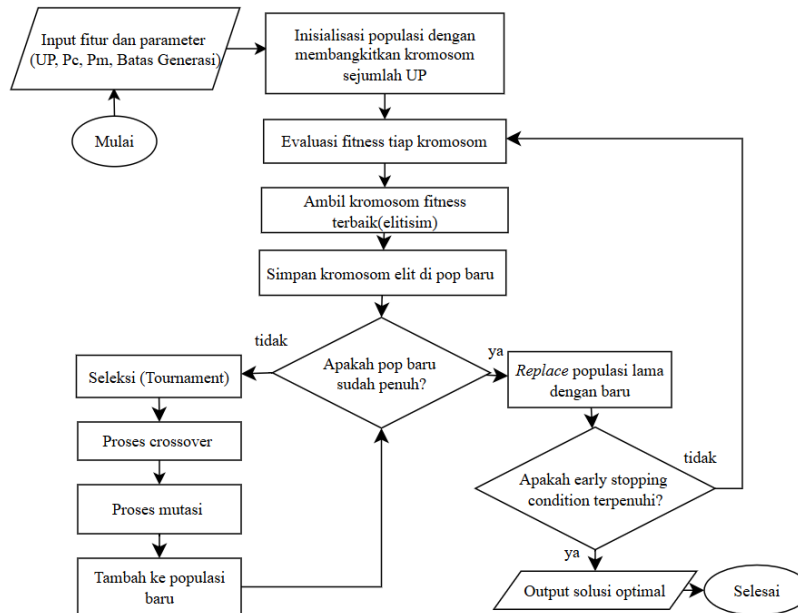 Input fitur dan parameter
(UP, Pc, Pm, Batas Generasi)
Inisialisasi populasi dengan
membangkitkan kromosom
sejumlah UP
Mulai
Evaluasi fitness tiap kromosom
Ambil kromosom fitness
terbaik(elitisim)
Simpan kromosom elit di pop baru
tidak
Apakah pop baru
sudah penuh?
ya
Seleksi (Tournament)
Replace populasi lama
dengan baru
Proses crossover
tidak
Apakah early stopping
condition terpenuhi?
Proses mutasi
ya
Tambah ke populasi
baru
Output solusi optimal
Selesai